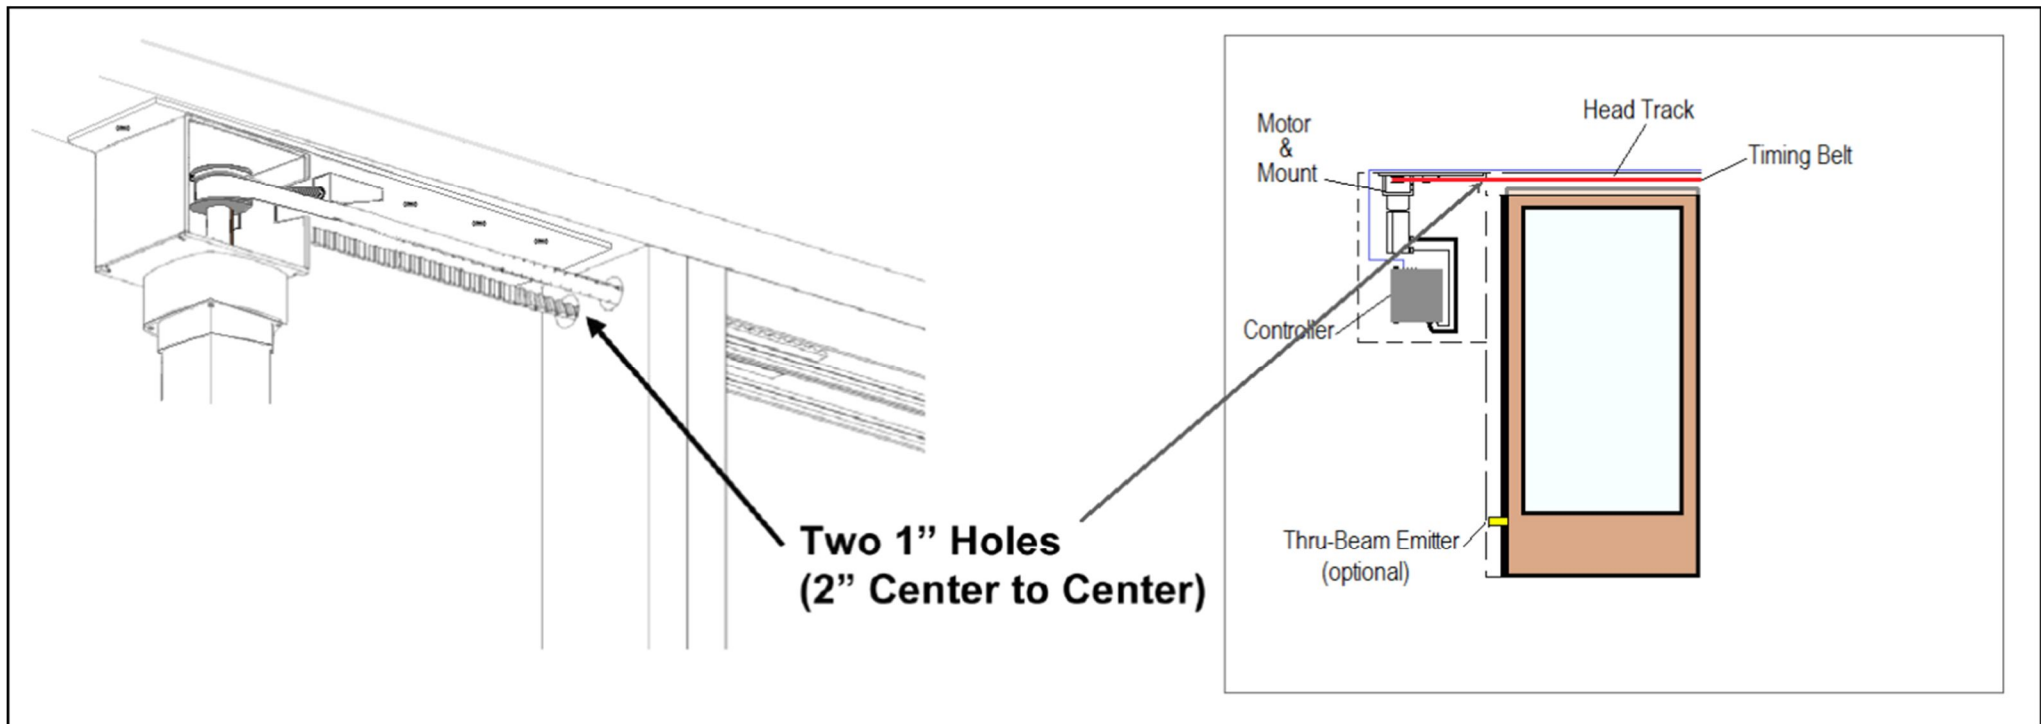 Two 1” Holes
(2” Center to Center)
Motor
&
Mount
Head Track
Timing Belt
Controller
Thru-Beam Emitter
(optional)